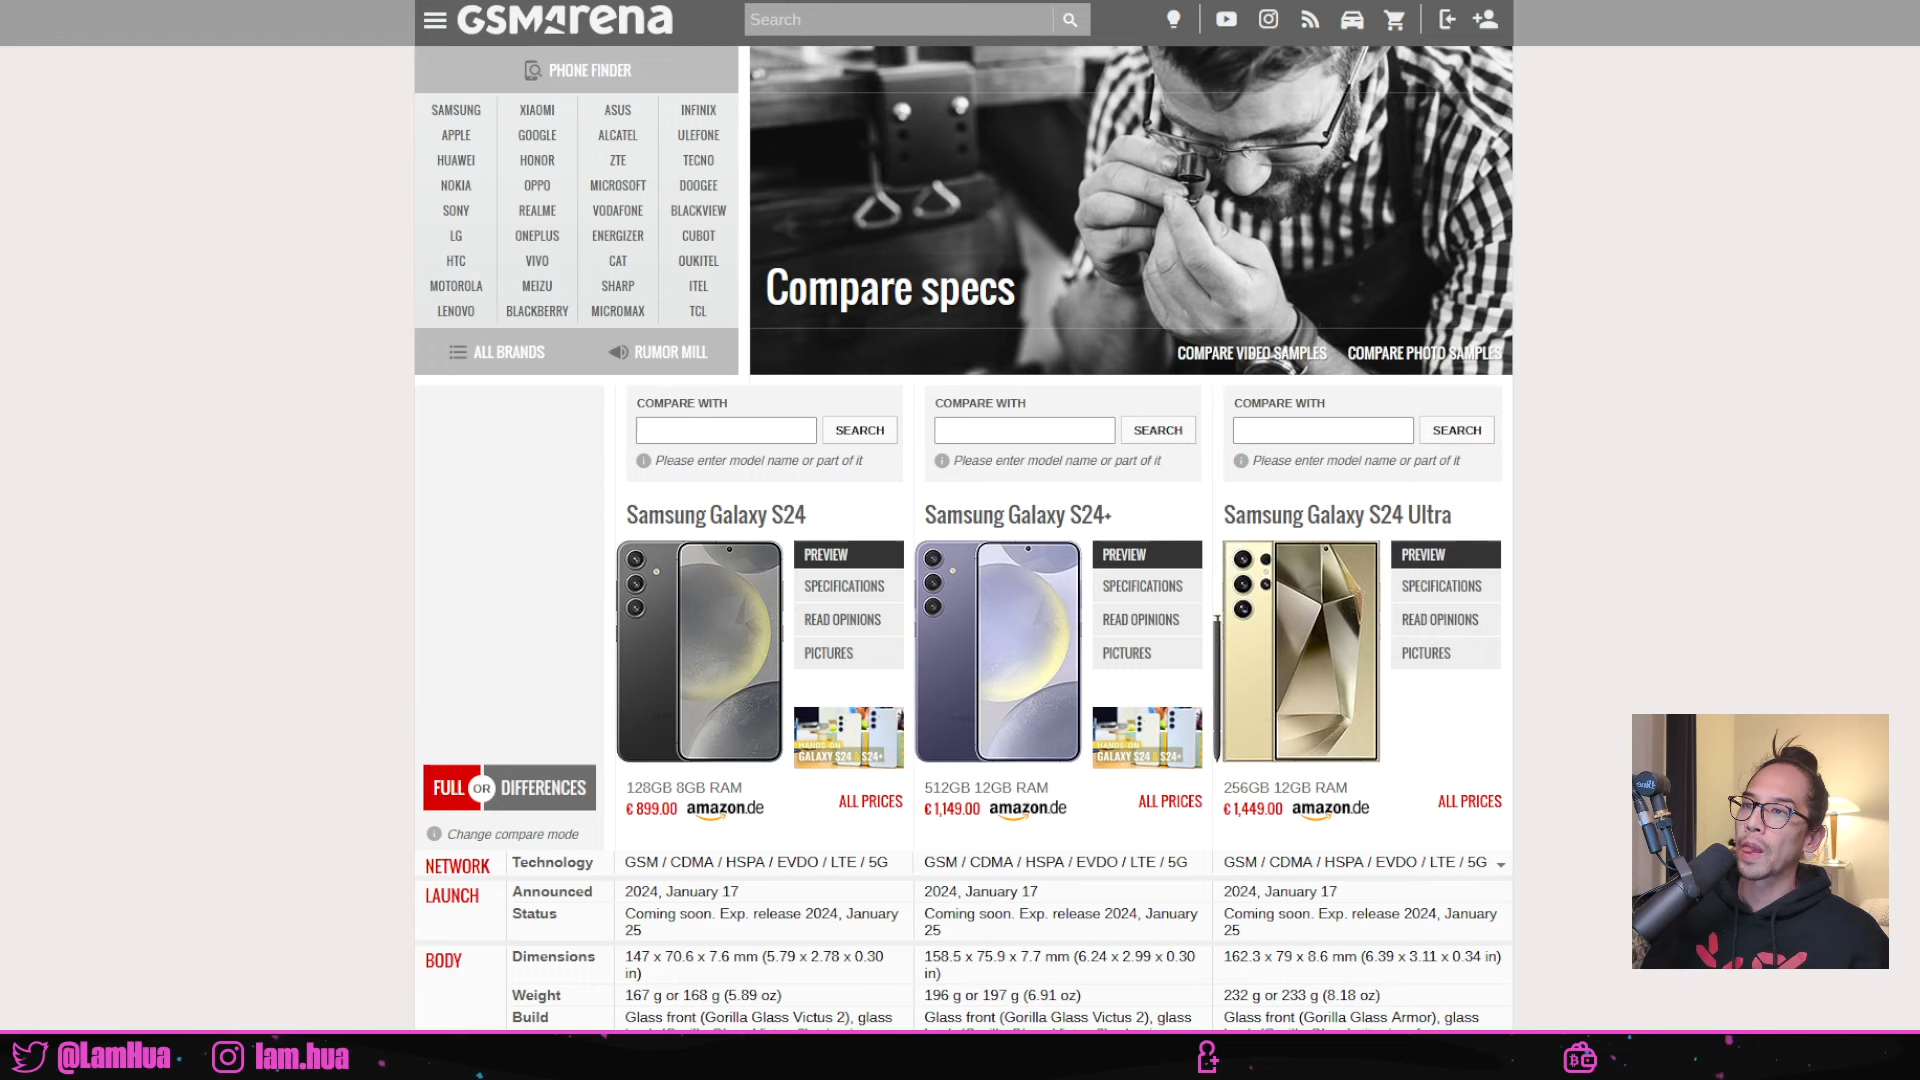 GSMArena
Search
PHONE FINDER
SAMSUNG XIAOMI ASUS INFINIX
APPLE GOOGLE ALCATEL ULEFONE
HUAWEI HONOR ZTE TECNO
NOKIA OPPO MICROSOFT DOOGEE
SONY REALME VODAFONE BLACKVIEW
LG ONEPLUS ENERGIZER CUBOT
HTC VIVO CAT OUKITEL
MOTOROLA MEIZU SHARP ITEL
LENOVO BLACKBERRY MICROMAX TCL
ALL BRANDS RUMOR MILL
Compare specs
COMPARE VIDEO SAMPLES COMPARE PHOTO SAMPLES
COMPARE WITH COMPARE WITH COMPARE WITH
SEARCH SEARCH SEARCH
Please enter model name or part of it Please enter model name or part of it Please enter model name or part of it
Samsung Galaxy S24 Samsung Galaxy S24+ Samsung Galaxy S24 Ultra
PREVIEW PREVIEW PREVIEW
SPECIFICATIONS SPECIFICATIONS SPECIFICATIONS
READ OPINIONS READ OPINIONS READ OPINIONS
PICTURES PICTURES PICTURES
HANDS-ON HANDS-ON
GALAXY S24 & S24+ GALAXY S24 & S24+
FULL OR DIFFERENCES
128GB 8GB RAM 512GB 12GB RAM 256GB 12GB RAM
€ 899.00 amazon.de ALL PRICES € 1,149.00 amazon.de ALL PRICES € 1,449.00 amazon.de ALL PRICES
Change compare mode
NETWORK Technology GSM / CDMA / HSPA / EVDO / LTE / 5G GSM / CDMA / HSPA / EVDO / LTE / 5G GSM / CDMA / HSPA / EVDO / LTE / 5G
LAUNCH Announced 2024, January 17 2024, January 17 2024, January 17
Status Coming soon. Exp. release 2024, January Coming soon. Exp. release 2024, January Coming soon. Exp. release 2024, January
25 25 25
BODY Dimensions 147 x 70.6 x 7.6 mm (5.79 x 2.78 x 0.30 158.5 x 75.9 x 7.7 mm (6.24 x 2.99 x 0.30 162.3 x 79 x 8.6 mm (6.39 x 3.11 x 0.34 in)
in) in)
Weight 167 g or 168 g (5.89 oz) 196 g or 197 g (6.91 oz) 232 g or 233 g (8.18 oz)
Build Glass front (Gorilla Glass Victus 2), glass Glass front (Gorilla Glass Victus 2), glass Glass front (Gorilla Glass Armor), glass
@LamHua lam.hua